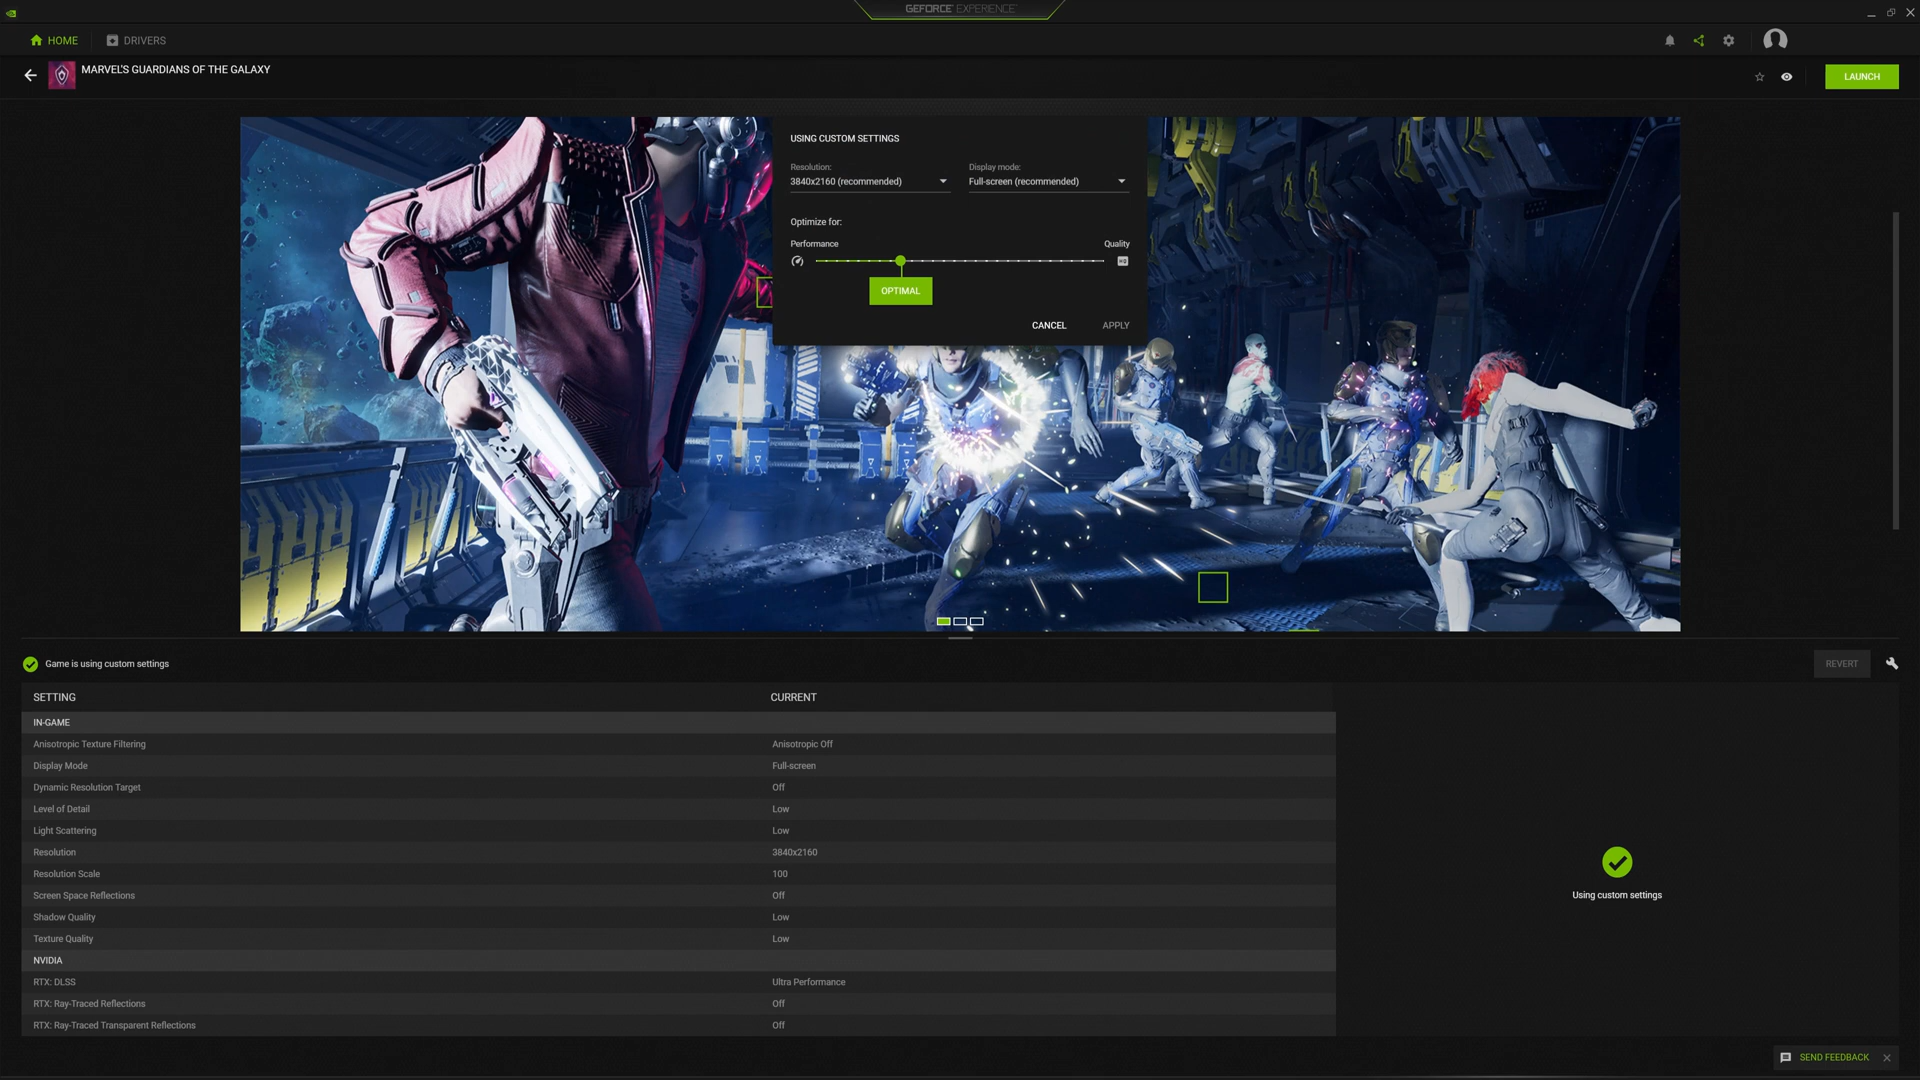 GEFORCE EXPERIENCE
HOME
DRIVERS
MARVEL'S GUARDIANS OF THE GALAXY
LAUNCH
USING CUSTOM SETTINGS
Resolution:
Display mode:
3840x2160 (recommended)
Full-screen (recommended)
Optimize for:
Performance
Quality
OPTIMAL
CANCEL
APPLY
Game is using custom settings
REVERT
SETTING
CURRENT
IN-GAME
Anisotropic Texture Filtering
Anisotropic Off
Display Mode
Full-screen
Dynamic Resolution Target
Off
Level of Detail
Low
Light Scattering
Low
Resolution
3840x2160
Resolution Scale
100
Screen Space Reflections
Off
Shadow Quality
Low
Texture Quality
Low
NVIDIA
RTX: DLSS
Ultra Performance
RTX: Ray-Traced Reflections
Off
RTX: Ray-Traced Transparent Reflections
Off
Using custom settings
SEND FEEDBACK